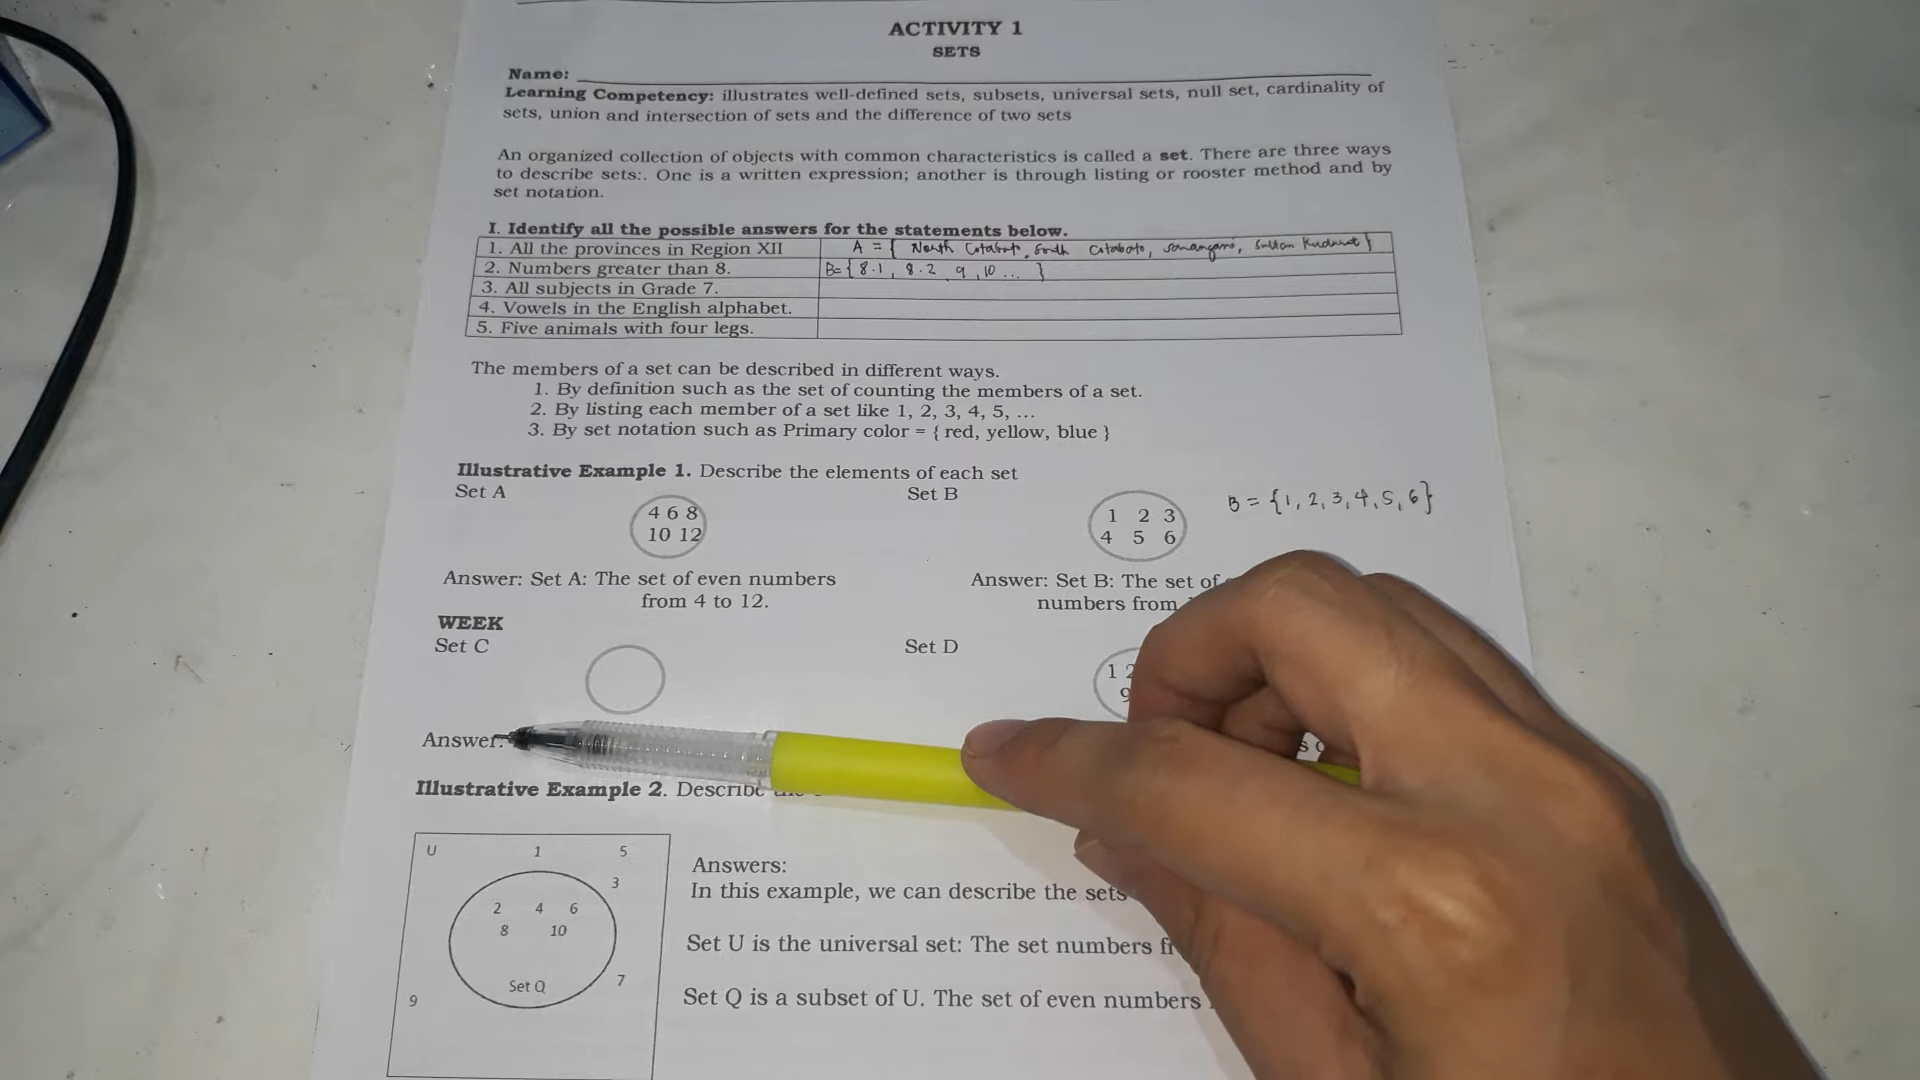 ACTIVITY 1
SETS
Name:
Learning Competency: illustrates well-defined sets, subsets, universal sets, null set, cardinality of
sets, union and intersection of sets and the difference of two sets
An organized collection of objects with common characteristics is called a set. There are three ways
to describe sets:. One is a written expression; another is through listing or rooster method and by
set notation.
I. Identify all the possible answers for the statements below.
1. All the provinces in Region XII A = { North Cotabato, South Cotabato, Sarangani, Sultan Kudarat }
2. Numbers greater than 8. B= { 8.1, 8.2 9, 10 ... }
3. All subjects in Grade 7.
4. Vowels in the English alphabet.
5. Five animals with four legs.
The members of a set can be described in different ways.
1. By definition such as the set of counting the members of a set.
2. By listing each member of a set like 1, 2, 3, 4, 5, ...
3. By set notation such as Primary color = { red, yellow, blue }
Illustrative Example 1. Describe the elements of each set
Set A Set B
4 6 8
10 12
1 2 3
4 5 6
B = {1, 2, 3, 4, 5, 6}
Answer: Set A: The set of even numbers
from 4 to 12.
Answer: Set B: The set of
numbers from
WEEK
Set C Set D
1 2
9
Answer:
Illustrative Example 2. Describe
U 1 5
3
2 4 6
8 10
Set Q
7
9
Answers:
In this example, we can describe the sets
Set U is the universal set: The set numbers
Set Q is a subset of U. The set of even numbers